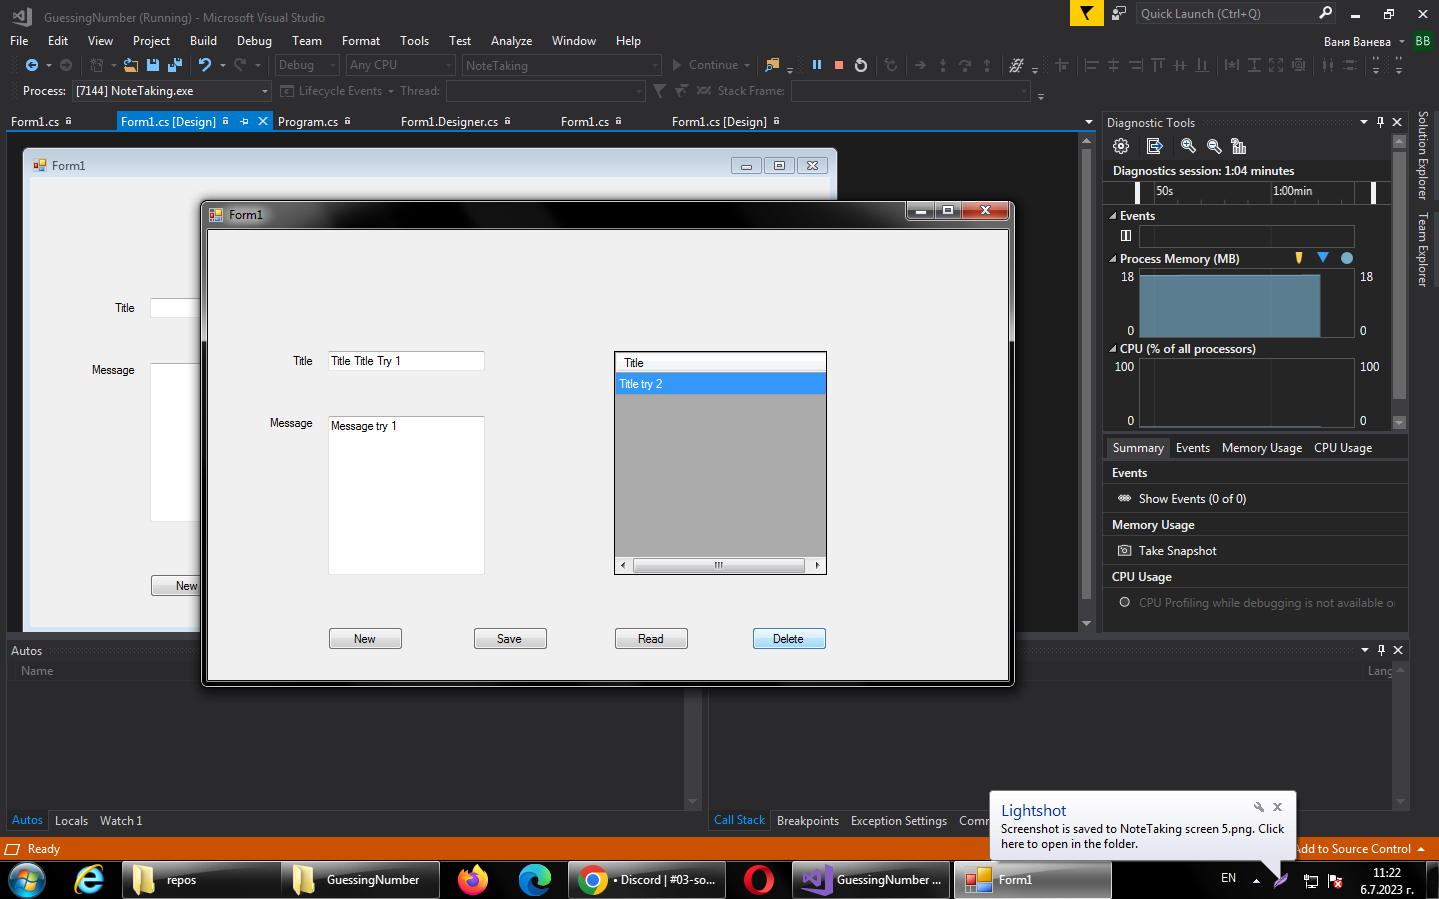 GuessingNumber (Running) - Microsoft Visual Studio
Quick Launch (Ctrl+Q)
File Edit View Project Build Debug Team Format Tools Test Analyze Window Help
Ваня Ванева BB
Debug Any CPU NoteTaking Continue
Process: [7144] NoteTaking.exe Lifecycle Events Thread: Stack Frame:
Form1.cs Form1.cs [Design] Program.cs Form1.Designer.cs Form1.cs Form1.cs [Design]
Form1
Title
Message
New
Form1
Title Title Title Try 1
Message Message try 1
Title
Title try 2
New Save Read Delete
Diagnostic Tools
Diagnostics session: 1:04 minutes
50s 1:00min
Events
Process Memory (MB)
18 18
0 0
CPU (% of all processors)
100 100
0 0
Summary Events Memory Usage CPU Usage
Events
Show Events (0 of 0)
Memory Usage
Take Snapshot
CPU Usage
CPU Profiling while debugging is not available
Solution Explorer
Team Explorer
Autos
Name
Lang
Autos Locals Watch 1
Call Stack Breakpoints Exception Settings
Lightshot
Screenshot is saved to NoteTaking screen 5.png. Click
here to open in the folder.
Ready
Add to Source Control
repos GuessingNumber • Discord | #03-so... GuessingNumber ... Form1
EN
11:22
6.7.2023 г.